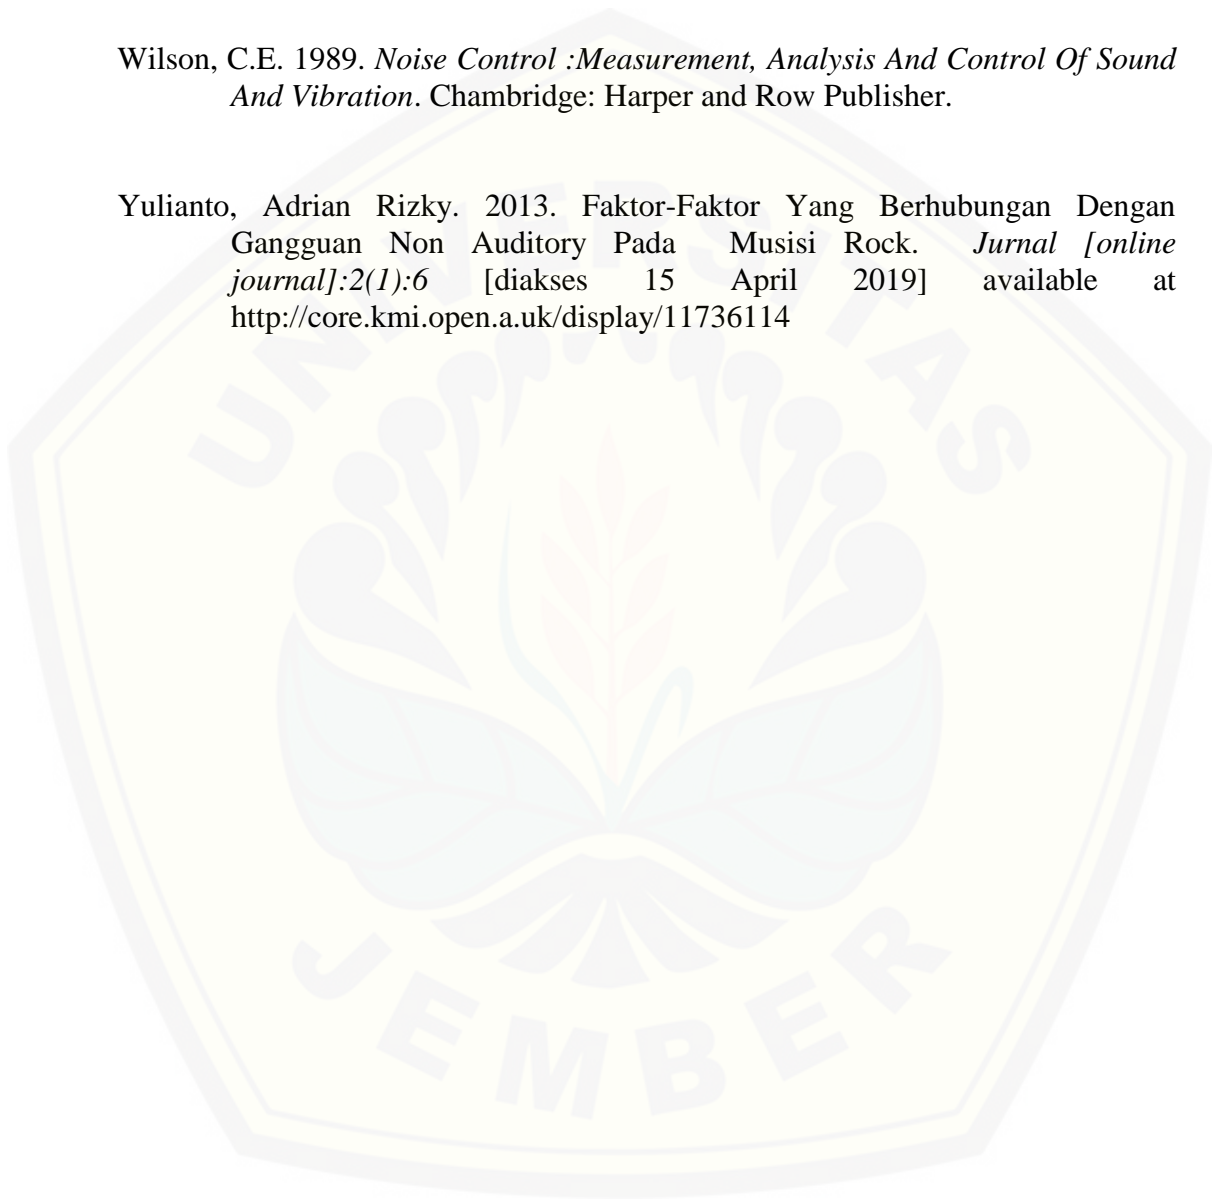 Wilson, C.E. 1989. Noise Control :Measurement, Analysis And Control Of Sound
And Vibration. Chambridge: Harper and Row Publisher.
Yulianto, Adrian Rizky. 2013. Faktor-Faktor Yang Berhubungan Dengan
Gangguan Non Auditory Pada Musisi Rock. Jurnal [online
journal]:2(1):6 [diakses 15 April 2019] available at
http://core.kmi.open.a.uk/display/11736114
UNIVERSITAS
JEMBER